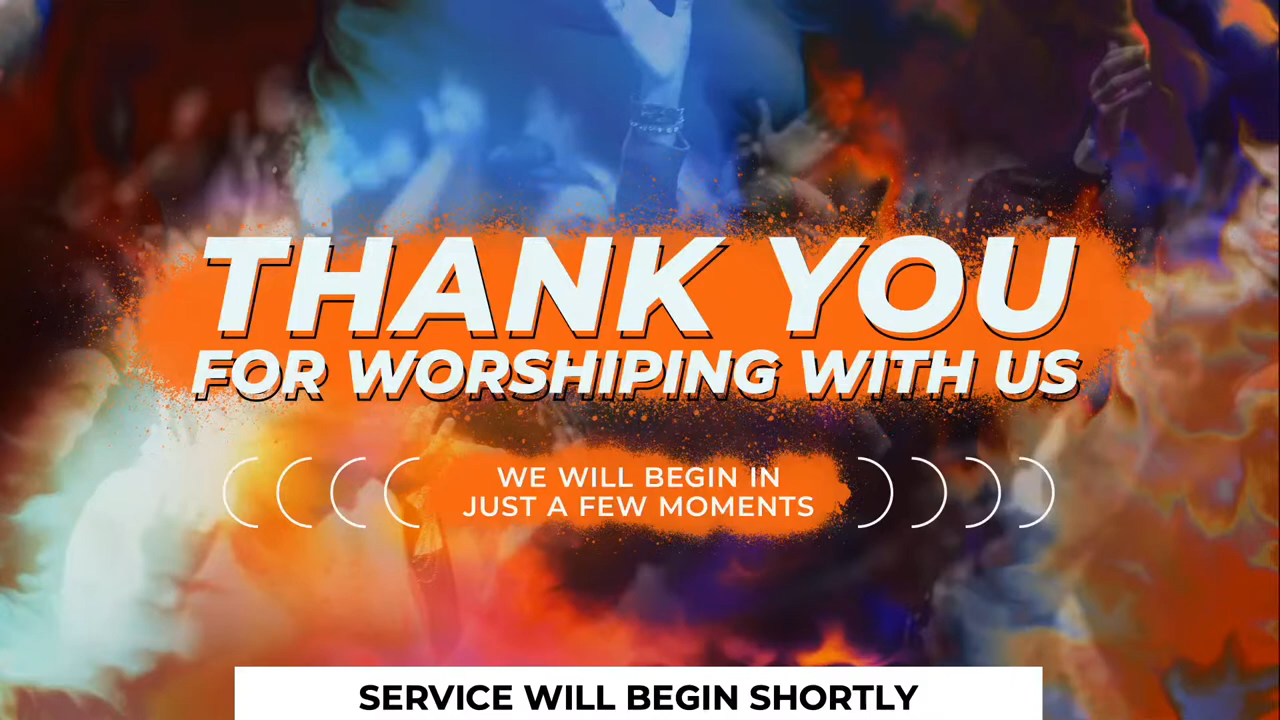 THANK YOU
FOR WORSHIPING WITH US
WE WILL BEGIN IN
JUST A FEW MOMENTS
SERVICE WILL BEGIN SHORTLY